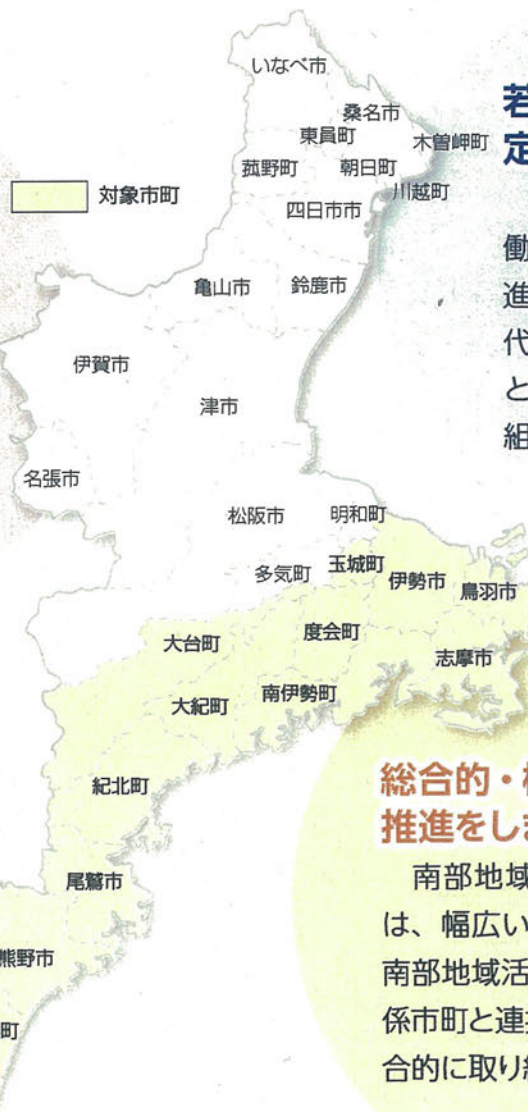 いなべ市
桑名市
東員町
木曽岬町
菰野町
朝日町
川越町
対象市町
四日市市
亀山市
鈴鹿市
伊賀市
津市
名張市
松阪市
明和町
多気町
玉城町
伊勢市
鳥羽市
大台町
度会町
志摩市
大紀町
南伊勢町
紀北町
尾鷲市
熊野市
町
若
定
働
進
代
と
組
総合的・
推進をしま
南部地域
は、幅広い
南部地域活
係市町と連
合的に取り組